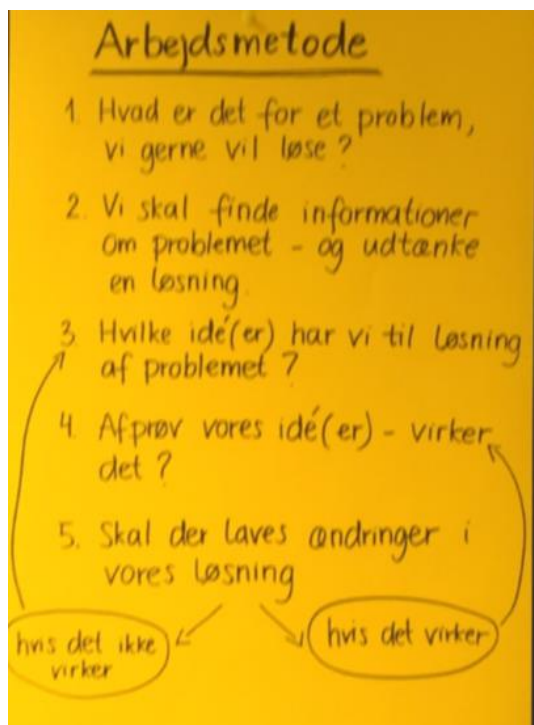 Arbejdsmetode
1. Hvad er det for et problem,
vi gerne vil løse?
2. Vi skal finde informationer
om problemet - og udtænke
en løsning.
3. Hvilke idé(er) har vi til løsning
af problemet?
4. Afprøv vores idé(er) - virker
det?
5. Skal der laves ændringer i
vores løsning
hvis det ikke
virker
hvis det virker